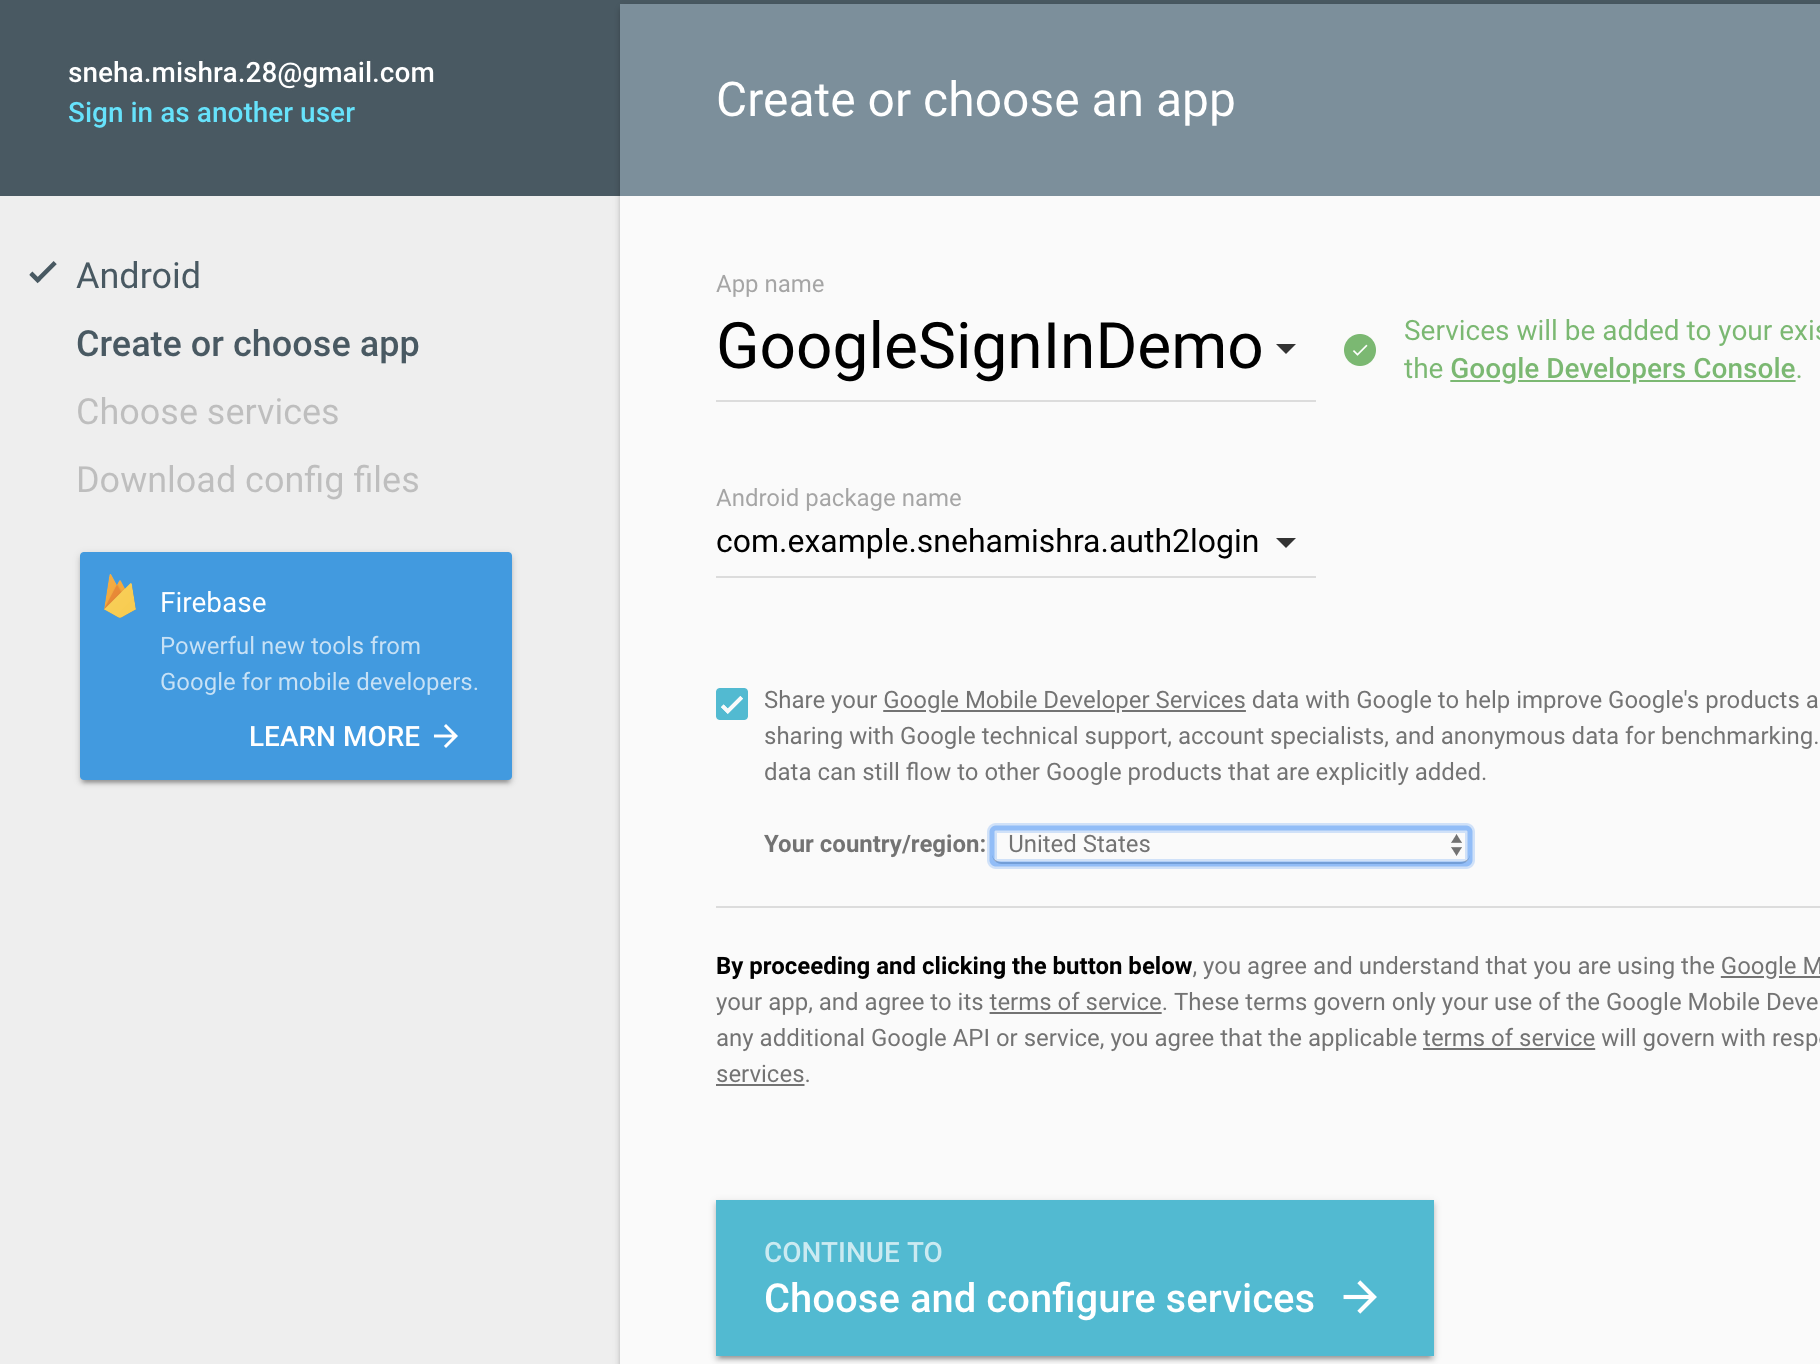 sneha.mishra.28@gmail.com
Sign in as another user
Create or choose an app
Android
Create or choose app
Choose services
Download config files
Firebase
Powerful new tools from
Google for mobile developers.
LEARN MORE
App name
GoogleSignInDemo
Services will be added to your
the Google Developers Console.
Android package name
com.example.snehamishra.auth2login
Share your Google Mobile Developer Services data with Google to help improve Google's products
sharing with Google technical support, account specialists, and anonymous data for benchmarking.
data can still flow to other Google products that are explicitly added.
Your country/region: United States
By proceeding and clicking the button below, you agree and understand that you are using the Google
your app, and agree to its terms of service. These terms govern only your use of the Google Mobile
any additional Google API or service, you agree that the applicable terms of service will govern with
services.
CONTINUE TO
Choose and configure services